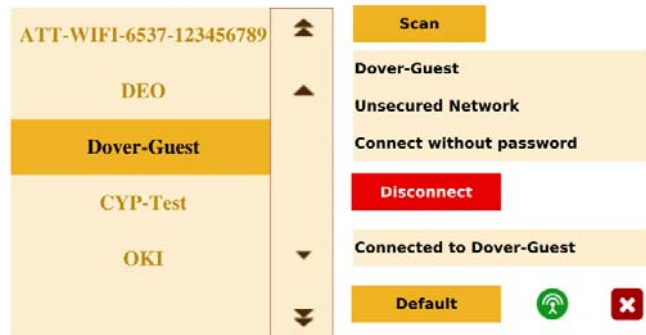 ATT-WIFI-6537-123456789
DEO
Dover-Guest
CYP-Test
OKI
Scan
Dover-Guest
Unsecured Network
Connect without password
Disconnect
Connected to Dover-Guest
Default